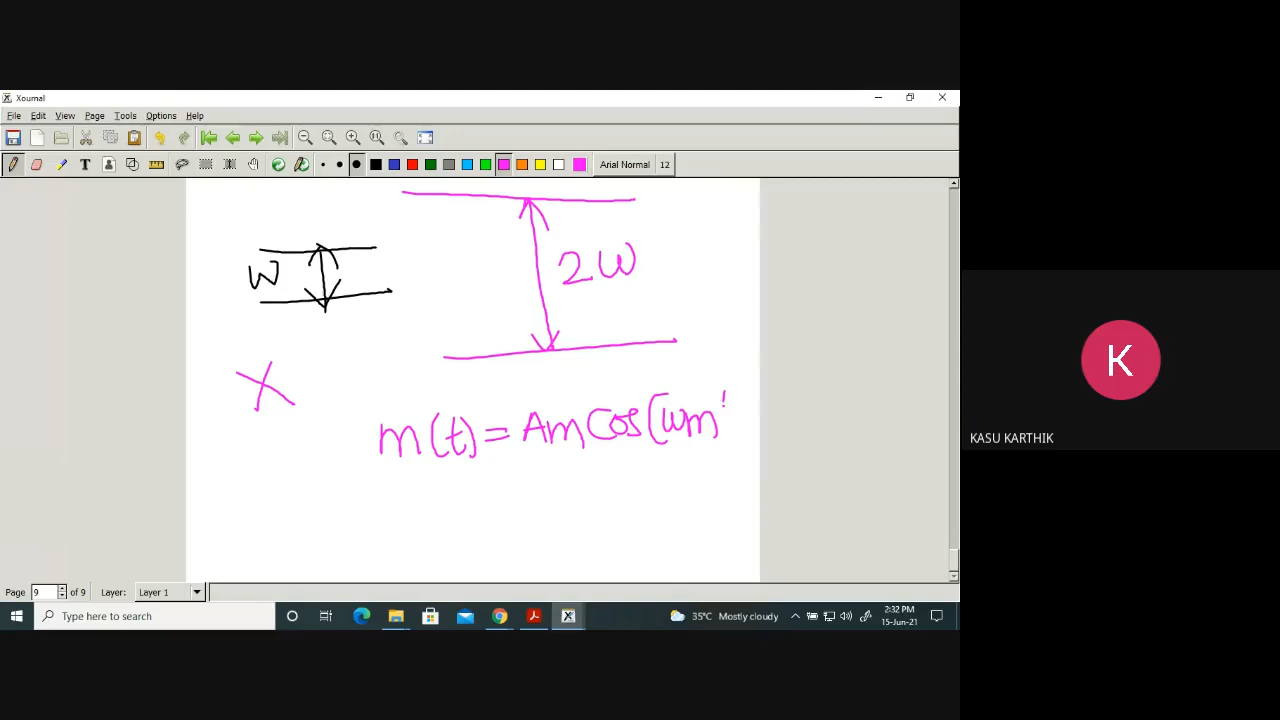 Xournal
File Edit View Page Tools Options Help
T Arial Normal 12
W
2W
m(t) = Am Cos(wm
K
KASU KARTHIK
Page 9 of 9 Layer: Layer 1
Type here to search
35°C Mostly cloudy
2:32 PM
15-Jun-21